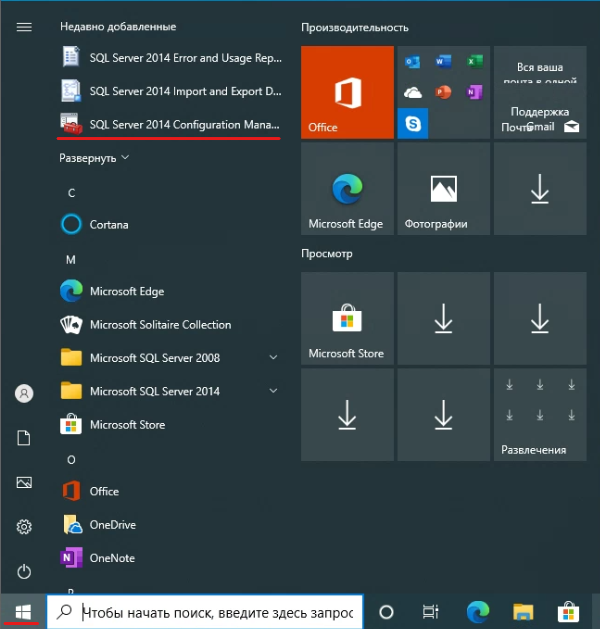 Недавно добавленные
SQL Server 2014 Error and Usage Rep...
SQL Server 2014 Import and Export D...
SQL Server 2014 Configuration Mana...
Развернуть
C
Cortana
M
Microsoft Edge
Microsoft Solitaire Collection
Microsoft SQL Server 2008
Microsoft SQL Server 2014
Microsoft Store
O
Office
OneDrive
OneNote
P
Производительность
Office
Вся ваша
почта в одной
Поддержка
Gmail
Почта
Microsoft Edge
Фотографии
Просмотр
Microsoft Store
Развлечения
Чтобы начать поиск, введите здесь запрос